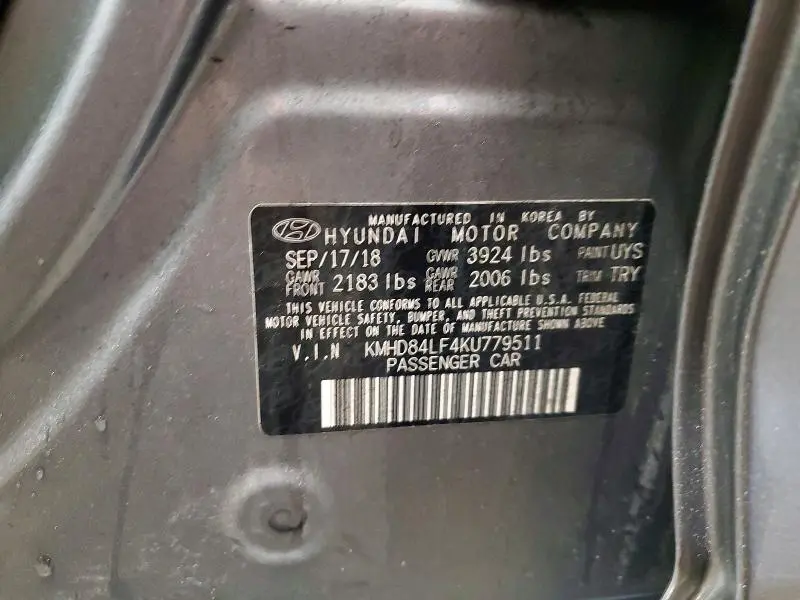 MANUFACTURED IN KOREA BY
HYUNDAI MOTOR COMPANY
SEP/17/18 GVWR 3924 lbs PAINT UYS
GAWR FRONT 2183 lbs GAWR REAR 2006 lbs TRIM TRY
THIS VEHICLE CONFORMS TO ALL APPLICABLE U.S.A. FEDERAL
MOTOR VEHICLE SAFETY, BUMPER, AND THEFT PREVENTION STANDARDS
IN EFFECT ON THE DATE OF MANUFACTURE SHOWN ABOVE
V.I.N KMHD84LF4KU779511
PASSENGER CAR